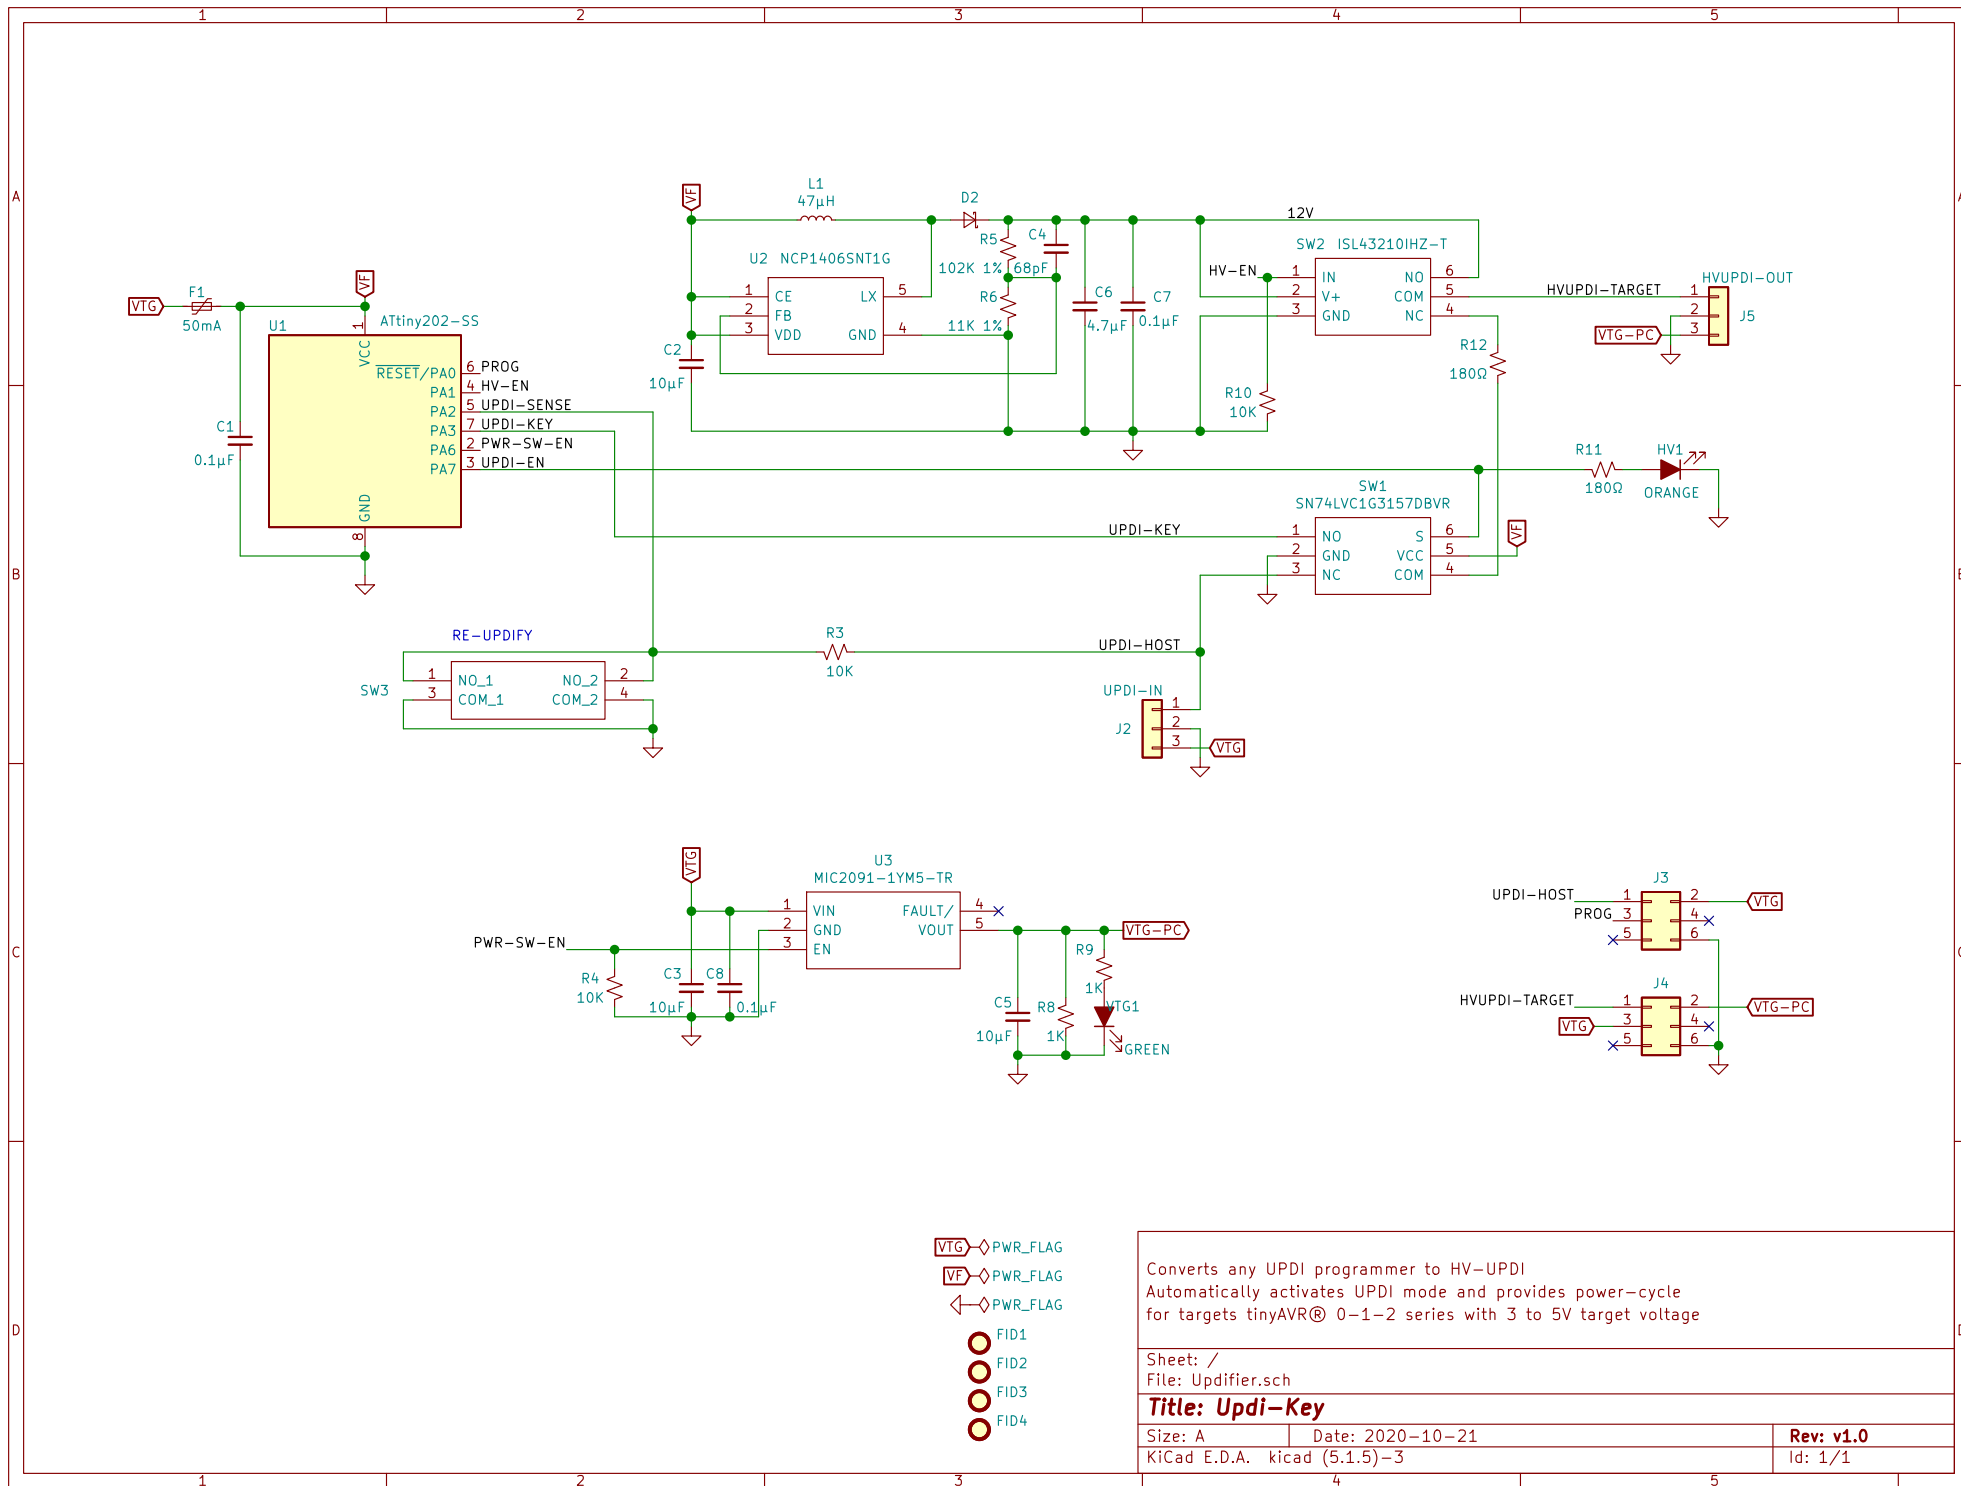 1 2 3 4 5
A
B
C
D
VTG
F1
50mA
C1
0.1µF
U1
VF
ATtiny202-SS
1
VCC
RESET/PA0 6 PROG
PA1 4 HV-EN
PA2 5 UPDI-SENSE
PA3 7 UPDI-KEY
PA6 2 PWR-SW-EN
PA7 3 UPDI-EN
GND
8
VF
L1
47µH
D2
U2 NCP1406SNT1G
1 CE
2 FB
3 VDD
LX 5
GND 4
C2
10µF
R5
102K 1%
C4
68pF
R6
11K 1%
C6
4.7µF
C7
0.1µF
12V
SW2 ISL43210IHZ-T
HV-EN
1 IN
2 V+
3 GND
NO 6
COM 5
NC 4
R10
10K
R12
180Ω
HVUPDI-TARGET
HVUPDI-OUT
1
2
3
J5
VTG-PC
R11
180Ω
HV1
ORANGE
SW1
SN74LVC1G3157DBVR
UPDI-KEY
1 NO
2 GND
3 NC
S 6
VCC 5
COM 4
VF
RE-UPDIFY
SW3
1 NO_1
3 COM_1
NO_2 2
COM_2 4
R3
10K
UPDI-HOST
UPDI-IN
J2
1
2
3
VTG
VTG
U3
MIC2091-1YM5-TR
1 VIN
2 GND
3 EN
FAULT/ 4
VOUT 5
PWR-SW-EN
R4
10K
C3
10µF
C8
0.1µF
VTG-PC
C5
10µF
R8
1K
R9
1K
VTG1
GREEN
J3
UPDI-HOST 1 2 VTG
PROG 3 4
5 6
J4
HVUPDI-TARGET 1 2 VTG-PC
VTG 3 4
5 6
VTG PWR_FLAG
VF PWR_FLAG
PWR_FLAG
FID1
FID2
FID3
FID4
Converts any UPDI programmer to HV-UPDI
Automatically activates UPDI mode and provides power-cycle
for targets tinyAVR® 0-1-2 series with 3 to 5V target voltage
Sheet: /
File: Updifier.sch
Title: Updi-Key
Size: A Date: 2020-10-21 Rev: v1.0
KiCad E.D.A. kicad (5.1.5)-3 Id: 1/1
1 2 3 4 5